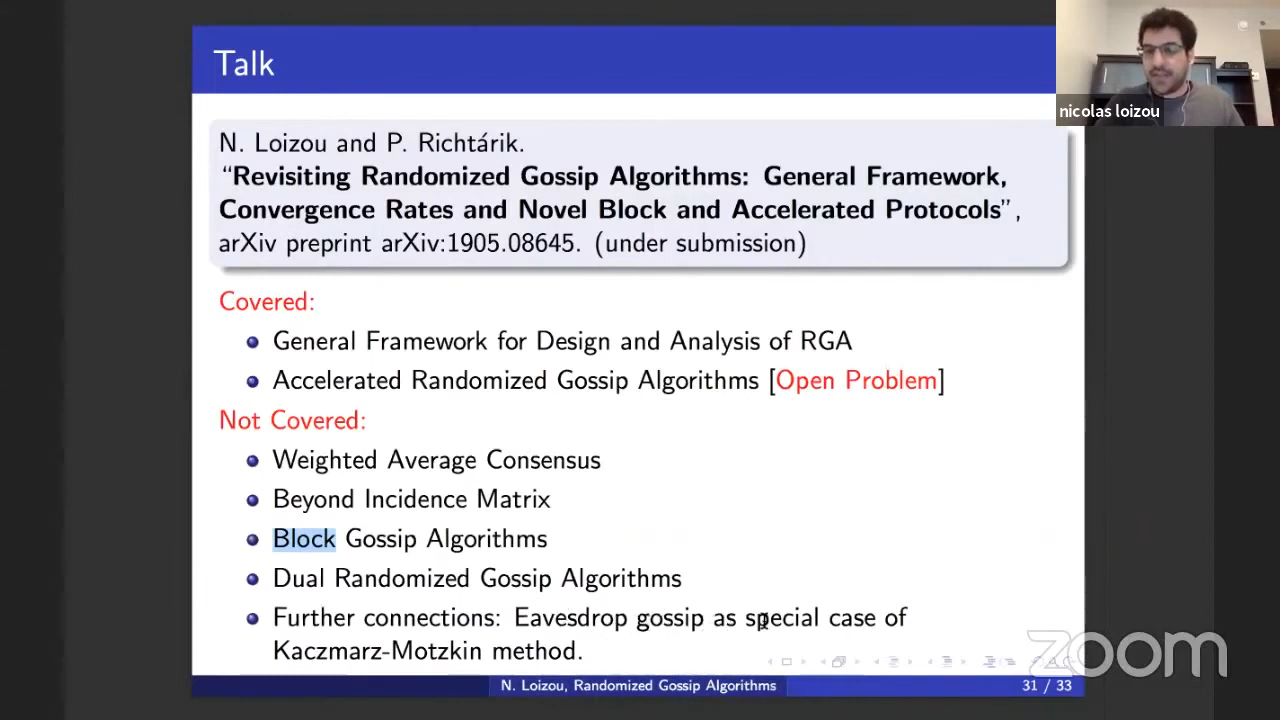 Talk
nicolas loizou
N. Loizou and P. Richtárik.
“Revisiting Randomized Gossip Algorithms: General Framework,
Convergence Rates and Novel Block and Accelerated Protocols”,
arXiv preprint arXiv:1905.08645. (under submission)
Covered:
General Framework for Design and Analysis of RGA
Accelerated Randomized Gossip Algorithms [Open Problem]
Not Covered:
Weighted Average Consensus
Beyond Incidence Matrix
Block Gossip Algorithms
Dual Randomized Gossip Algorithms
Further connections: Eavesdrop gossip as special case of
Kaczmarz-Motzkin method.
zoom
N. Loizou, Randomized Gossip Algorithms
31 / 33